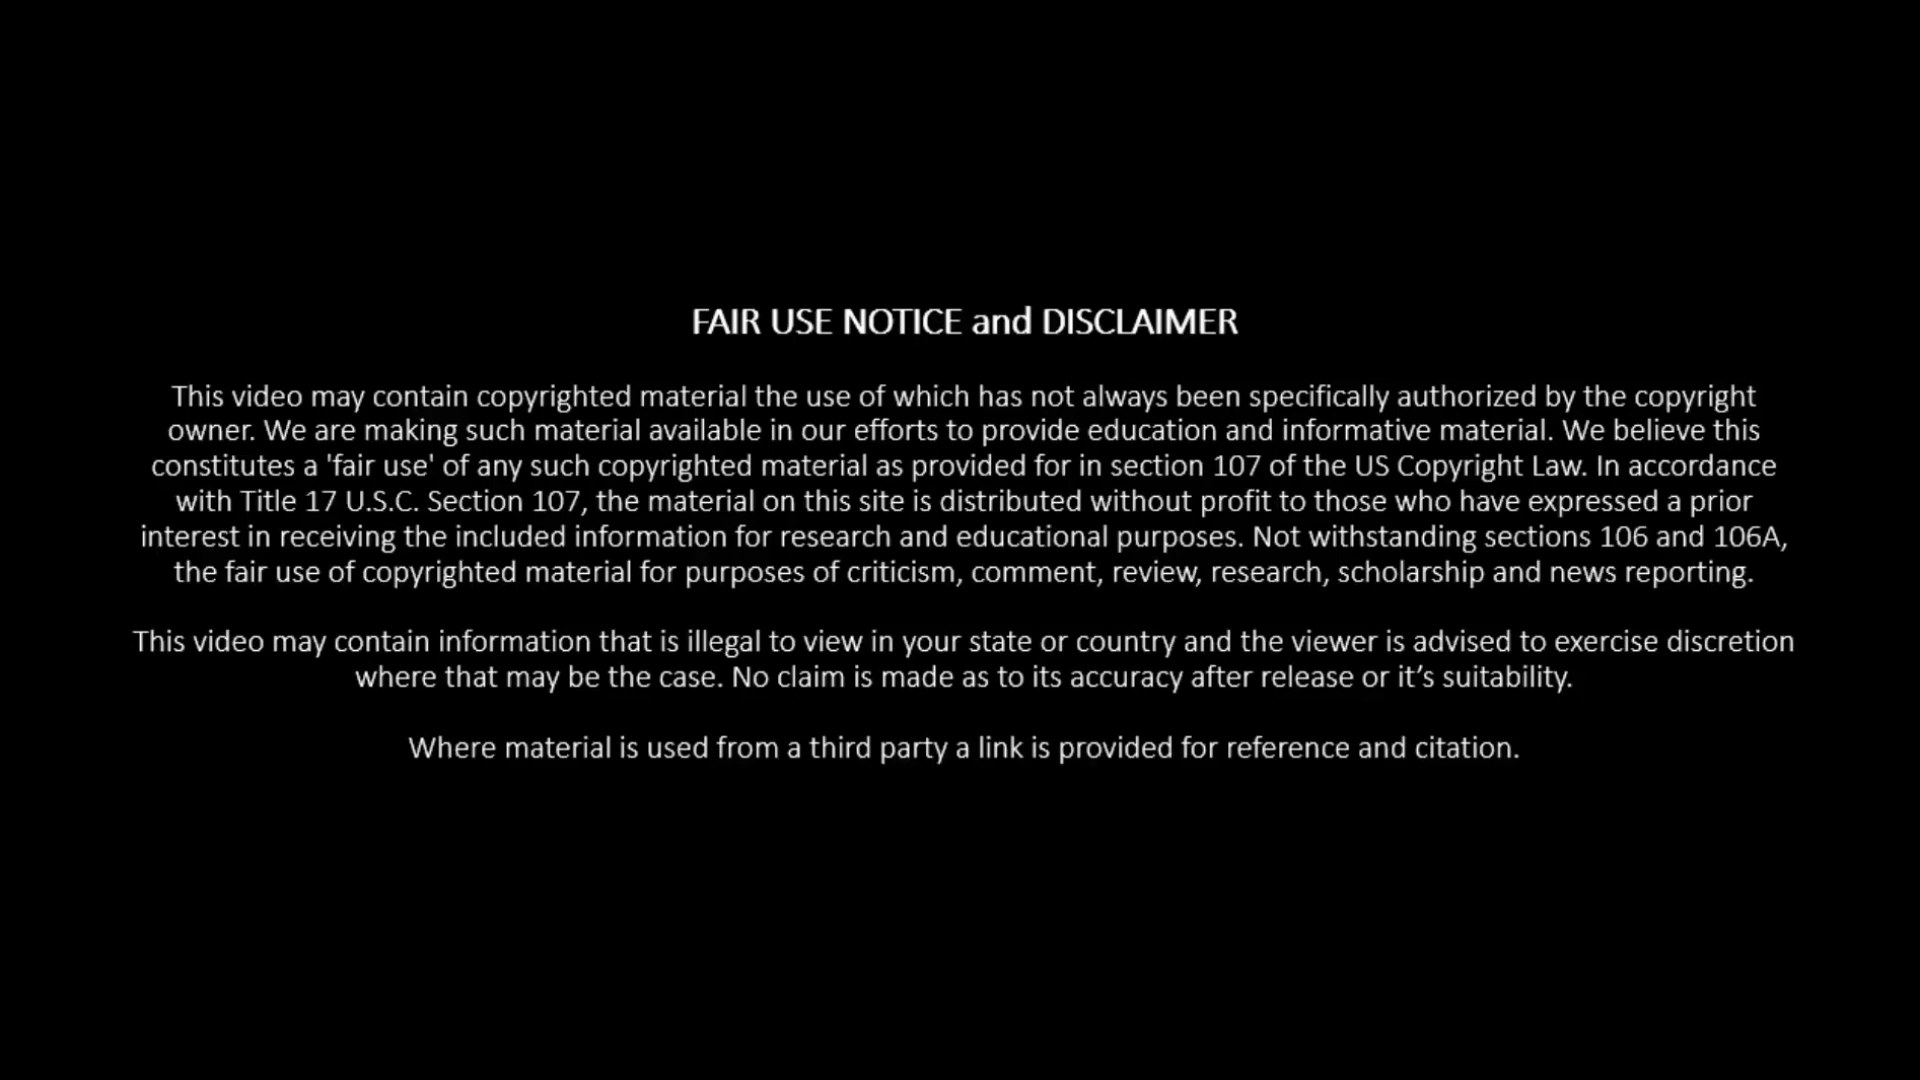 FAIR USE NOTICE and DISCLAIMER
This video may contain copyrighted material the use of which has not always been specifically authorized by the copyright
owner. We are making such material available in our efforts to provide education and informative material. We believe this
constitutes a 'fair use' of any such copyrighted material as provided for in section 107 of the US Copyright Law. In accordance
with Title 17 U.S.C. Section 107, the material on this site is distributed without profit to those who have expressed a prior
interest in receiving the included information for research and educational purposes. Not withstanding sections 106 and 106A,
the fair use of copyrighted material for purposes of criticism, comment, review, research, scholarship and news reporting.
This video may contain information that is illegal to view in your state or country and the viewer is advised to exercise discretion
where that may be the case. No claim is made as to its accuracy after release or it’s suitability.
Where material is used from a third party a link is provided for reference and citation.